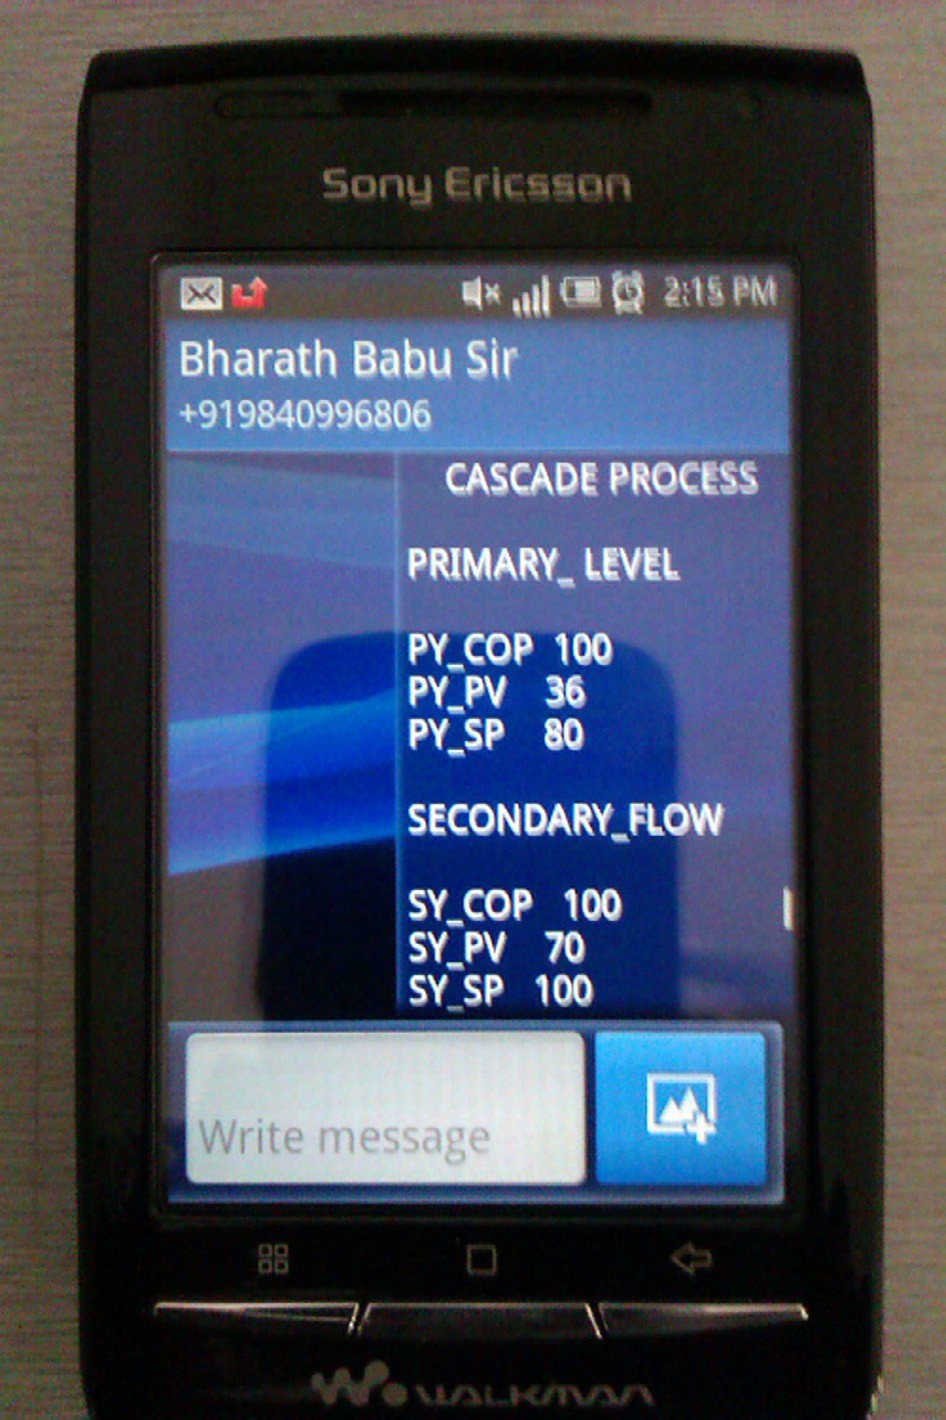 Sony Ericsson
2:15 PM
Bharath Babu Sir
+919840996806
CASCADE PROCESS
PRIMARY_ LEVEL
PY_COP 100
PY_PV 36
PY_SP 80
SECONDARY_FLOW
SY_COP 100
SY_PV 70
SY_SP 100
Write message
WALKMAN